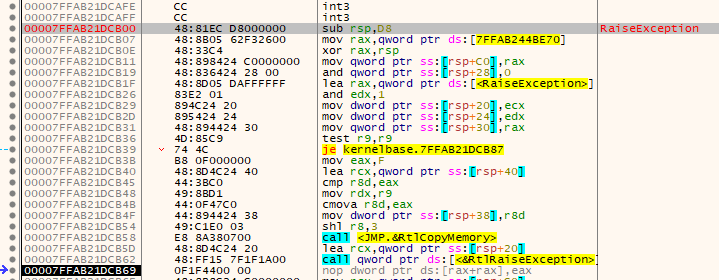 00007FFAB21DCAFE CC int3
00007FFAB21DCAFF CC int3
00007FFAB21DCB00 48:81EC D8000000 sub rsp,D8 RaiseException
00007FFAB21DCB07 48:8B05 62F32600 mov rax,qword ptr ds:[7FFAB244BE70]
00007FFAB21DCB0E 48:33C4 xor rax,rsp
00007FFAB21DCB11 48:898424 C0000000 mov qword ptr ss:[rsp+C0],rax
00007FFAB21DCB19 48:836424 28 00 and qword ptr ss:[rsp+28],0
00007FFAB21DCB1F 48:8D05 DAFFFFFF lea rax,qword ptr ds:[<RaiseException>]
00007FFAB21DCB26 83E2 01 and edx,1
00007FFAB21DCB29 894C24 20 mov dword ptr ss:[rsp+20],ecx
00007FFAB21DCB2D 895424 24 mov dword ptr ss:[rsp+24],edx
00007FFAB21DCB31 48:894424 30 mov qword ptr ss:[rsp+30],rax
00007FFAB21DCB36 4D:85C9 test r9,r9
00007FFAB21DCB39 74 4C je kernelbase.7FFAB21DCB87
00007FFAB21DCB3B B8 0F000000 mov eax,F
00007FFAB21DCB40 48:8D4C24 40 lea rcx,qword ptr ss:[rsp+40]
00007FFAB21DCB45 44:3BC0 cmp r8d,eax
00007FFAB21DCB48 49:8BD1 mov rdx,r9
00007FFAB21DCB4B 44:0F47C0 cmova r8d,eax
00007FFAB21DCB4F 44:894424 38 mov dword ptr ss:[rsp+38],r8d
00007FFAB21DCB54 49:C1E0 03 shl r8,3
00007FFAB21DCB58 E8 8A380700 call <JMP.&RtlCopyMemory>
00007FFAB21DCB5D 48:8D4C24 20 lea rcx,qword ptr ss:[rsp+20]
00007FFAB21DCB62 48:FF15 7F1F1A00 call qword ptr ds:[<&RtlRaiseException>]
00007FFAB21DCB69 0F1F4400 00 nop dword ptr ds:[rax+rax],eax